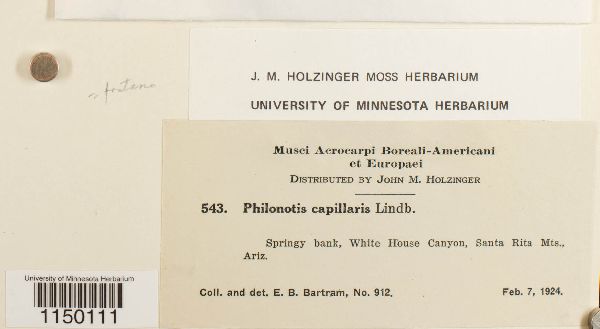 J. M. HOLZINGER MOSS HERBARIUM
UNIVERSITY OF MINNESOTA HERBARIUM
Musci Acrocarpi Boreali-Americani
et Europaei
DISTRIBUTED BY JOHN M. HOLZINGER
543. Philonotis capillaris Lindb.
Springy bank, White House Canyon, Santa Rita Mts.,
Ariz.
Coll. and det. E. B. Bartram, No. 912. Feb. 7, 1924.
University of Minnesota Herbarium
1150111